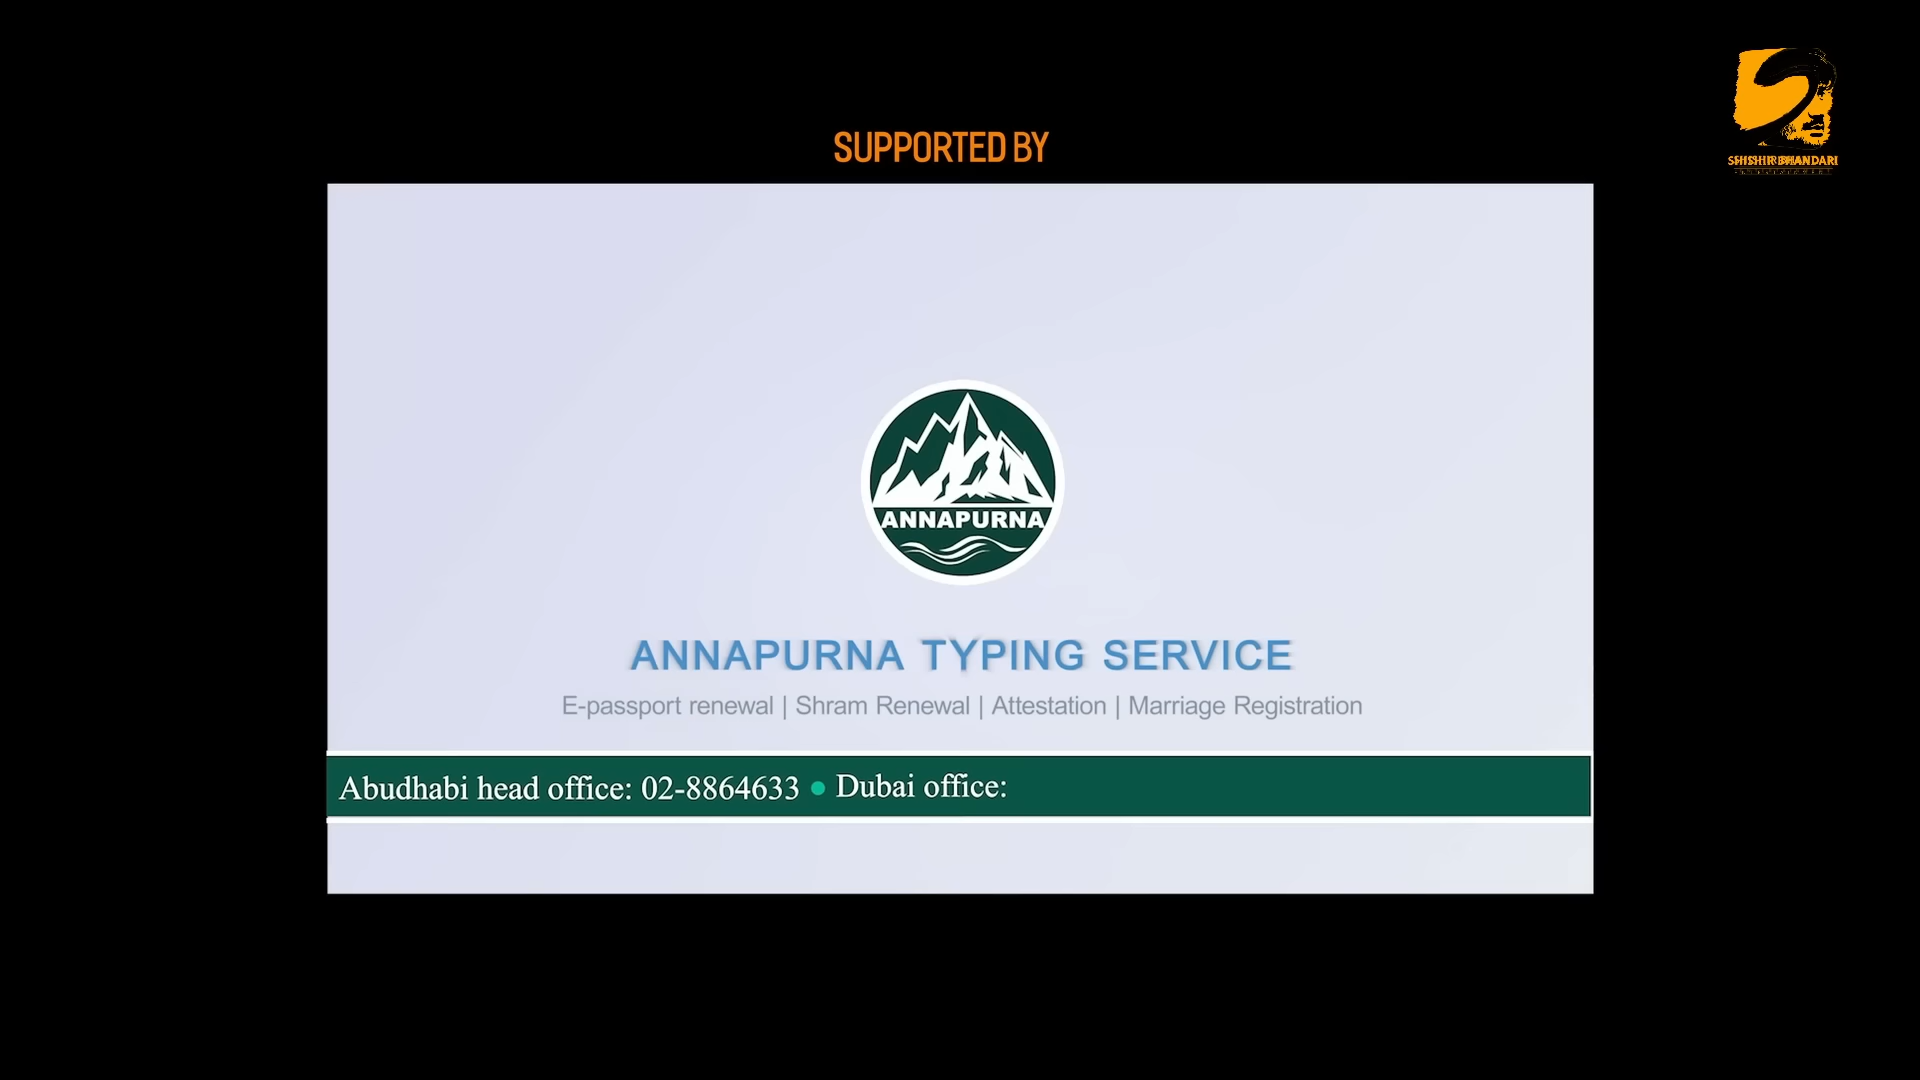 SUPPORTED BY
SHISHIR BHANDARI
ANNAPURNA
ANNAPURNA TYPING SERVICE
E-passport renewal | Shram Renewal | Attestation | Marriage Registration
Abudhabi head office: 02-8864633 • Dubai office: